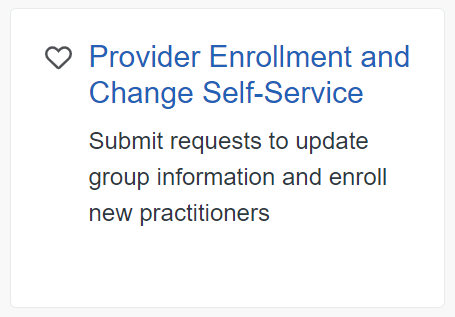 Provider Enrollment and
Change Self-Service
Submit requests to update
group information and enroll
new practitioners